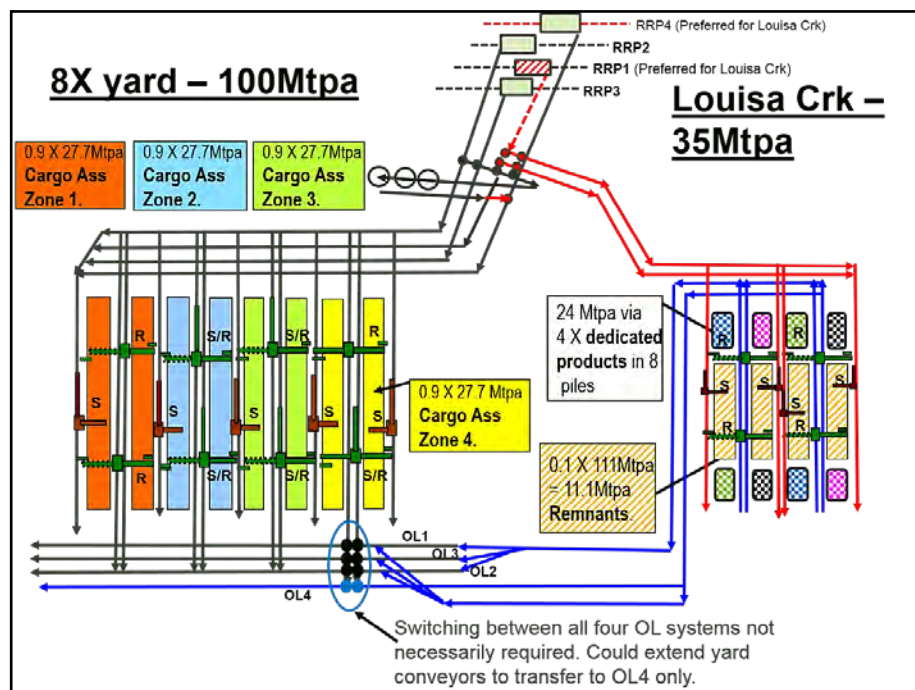 RRP4 (Preferred for Louisa Crk)
RRP2
RRP1 (Preferred for Louisa Crk)
RRP3
8X yard – 100Mtpa
Louisa Crk –
35Mtpa
0.9 X 27.7Mtpa
Cargo Ass
Zone 1.
0.9 X 27.7Mtpa
Cargo Ass
Zone 2.
0.9 X 27.7Mtpa
Cargo Ass
Zone 3.
R
S/R
S/R
R
S
S
S
S
S
R
S/R
S/R
S/R
0.9 X 27.7 Mtpa
Cargo Ass
Zone 4.
24 Mtpa via
4 X dedicated
products in 8
piles
0.1 X 111Mtpa
= 11.1Mtpa
Remnants.
R
R
S
S
S
S
R
R
OL1
OL3
OL2
OL4
Switching between all four OL systems not
necessarily required. Could extend yard
conveyors to transfer to OL4 only.